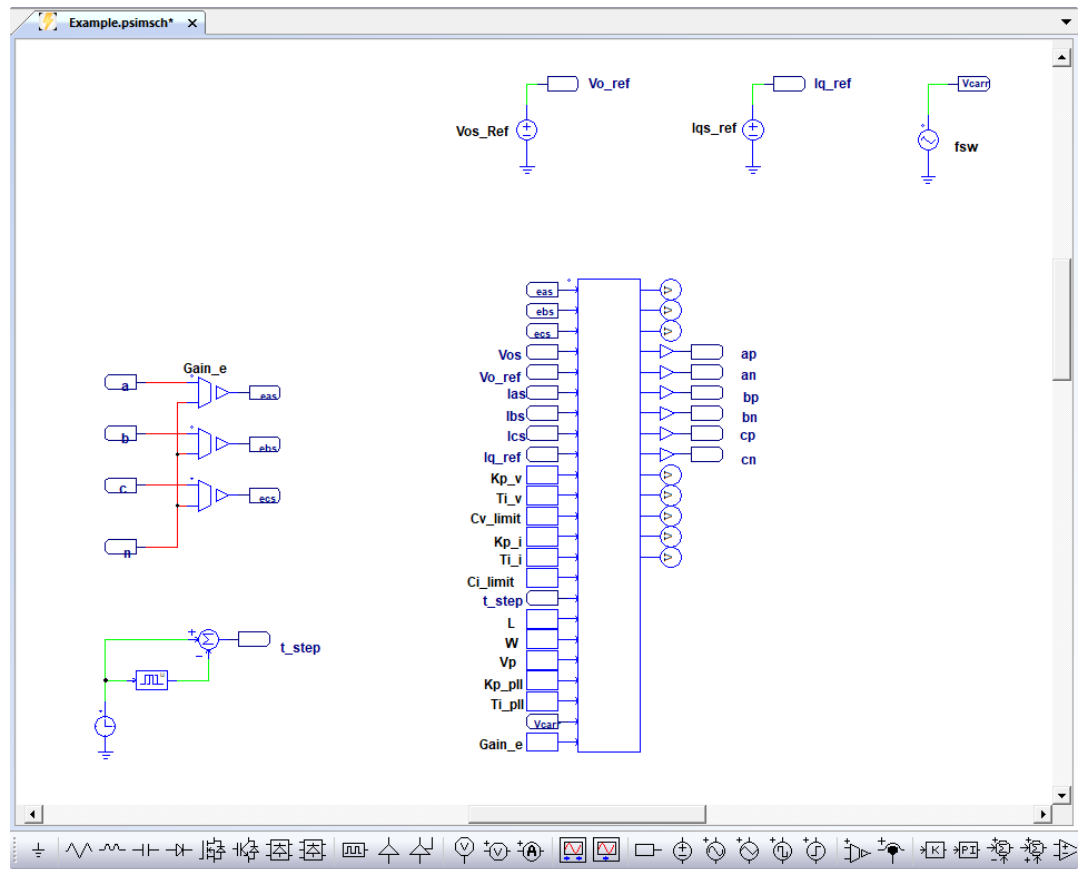 Example.psimsch* x
Vo_ref
Iq_ref
Vcarr
Vos_Ref
Iqs_ref
fsw
eas
ebs
ecs
Vos
ap
Vo_ref
an
Gain_e
a
eas
Ias
bp
Ibs
bn
b
ebs
Ics
cp
Iq_ref
cn
Kp_v
c
ecs
Ti_v
Cv_limit
Kp_i
n
Ti_i
Ci_limit
t_step
L
t_step
W
Vp
Kp_pll
Ti_pll
Vcarr
Gain_e
V
V
A
K
PI